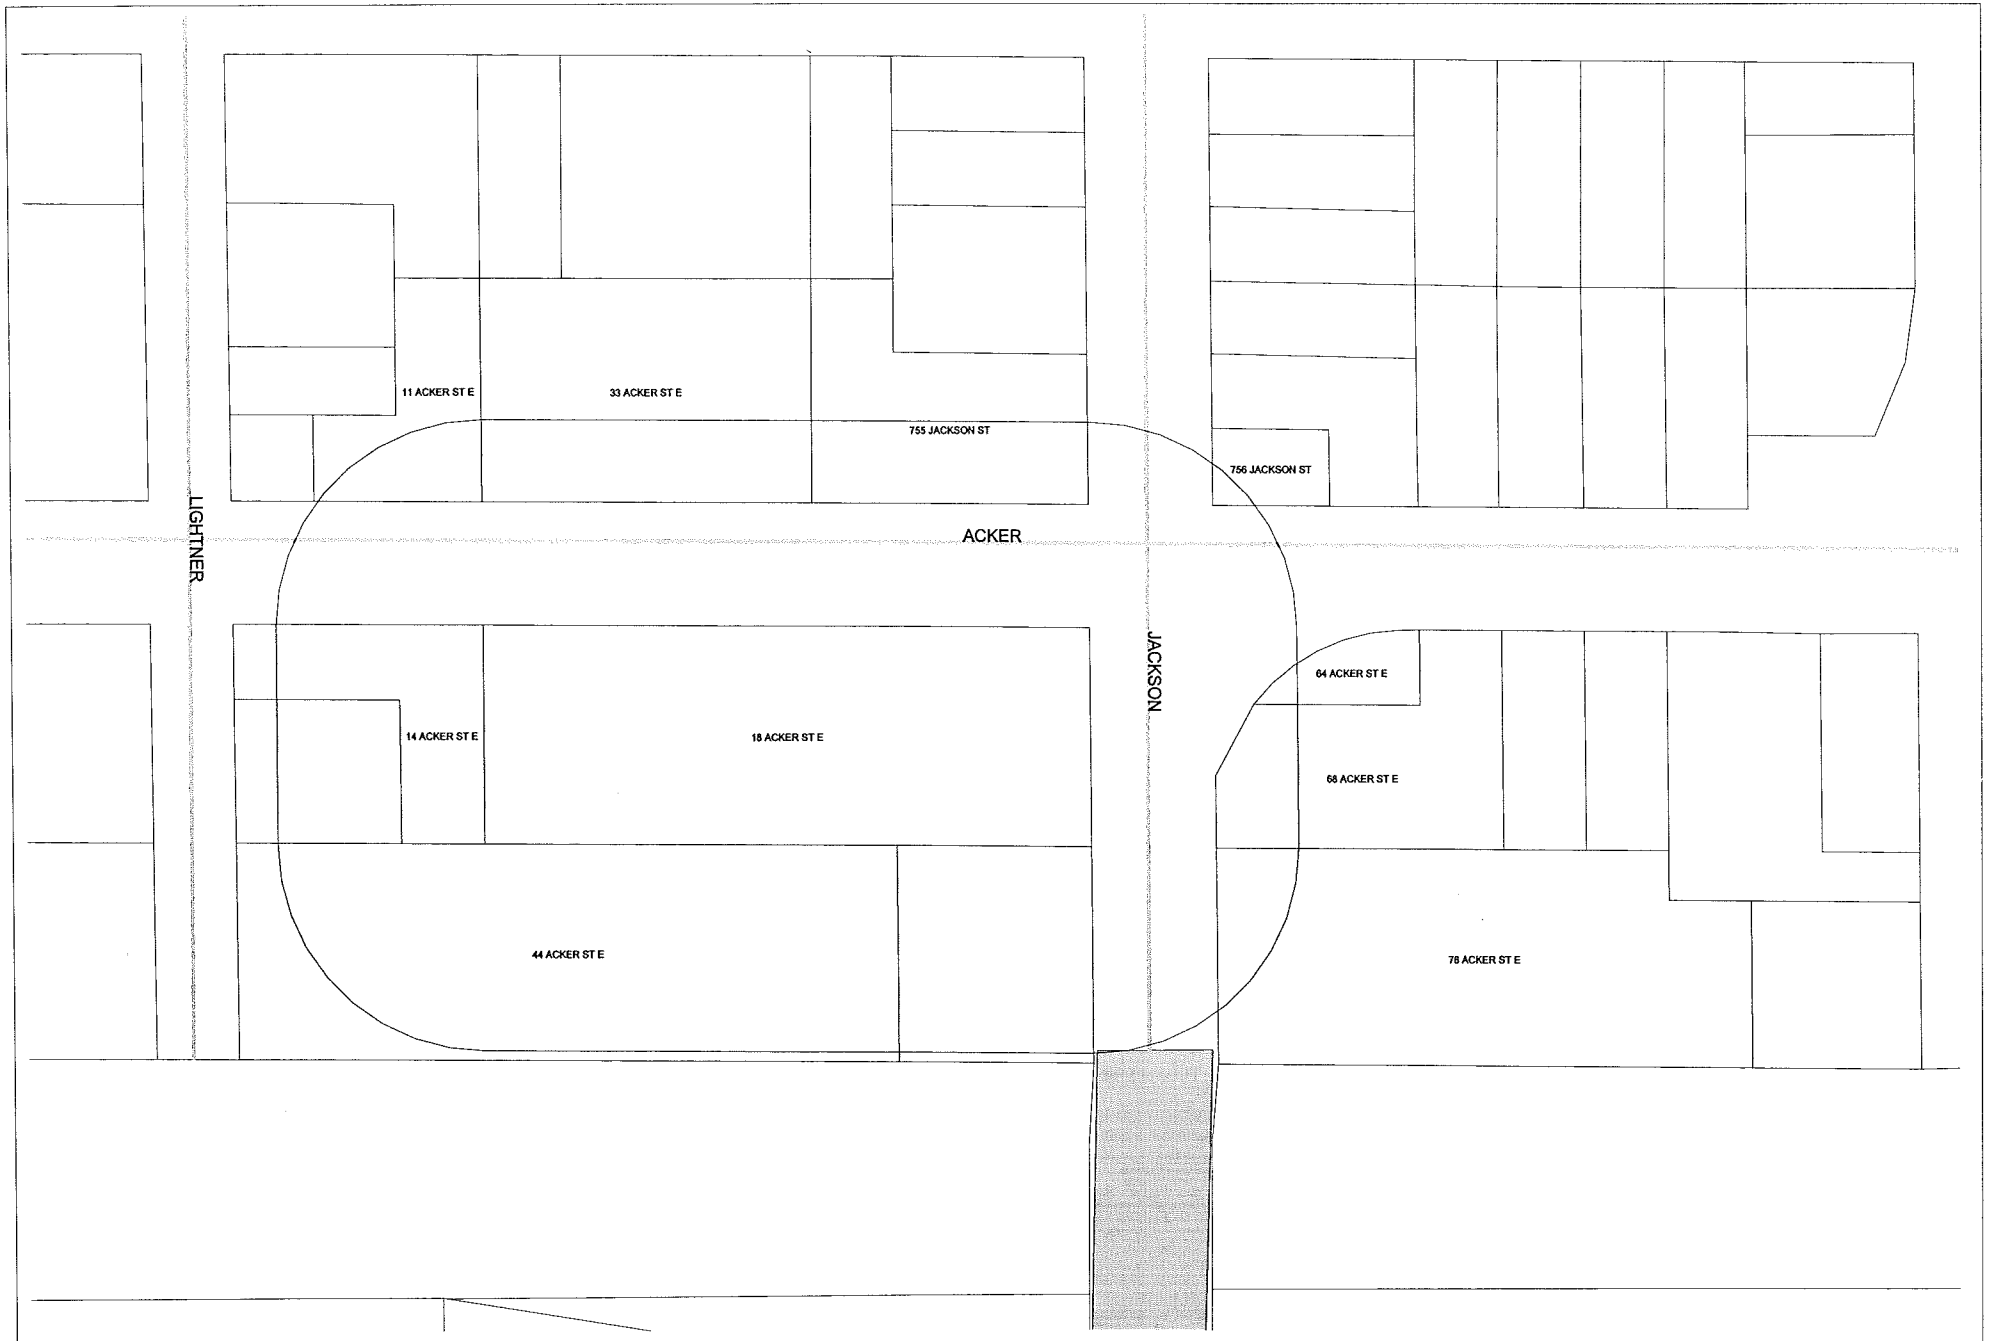 11 ACKER ST E
33 ACKER ST E
755 JACKSON ST
756 JACKSON ST
LIGHTNER
ACKER
JACKSON
64 ACKER ST E
14 ACKER ST E
18 ACKER ST E
68 ACKER ST E
44 ACKER ST E
78 ACKER ST E